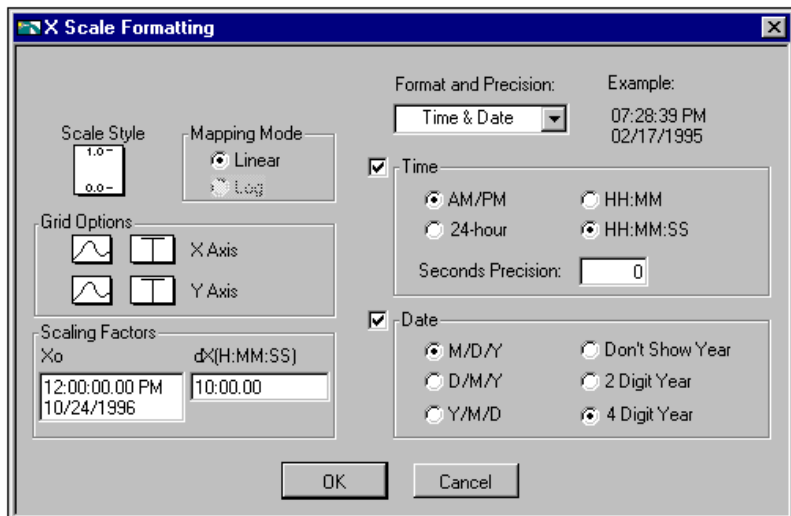 X Scale Formatting
Format and Precision:
Time & Date
Example:
07:28:39 PM
02/17/1995
Scale Style
1.0
0.0
Mapping Mode
Linear
Log
Grid Options
X Axis
Y Axis
Scaling Factors
Xo
12:00:00.00 PM
10/24/1996
dX(H:MM:SS)
10:00.00
Time
AM/PM
HH:MM
24-hour
HH:MM:SS
Seconds Precision:
0
Date
M/D/Y
Don't Show Year
D/M/Y
2 Digit Year
Y/M/D
4 Digit Year
OK
Cancel